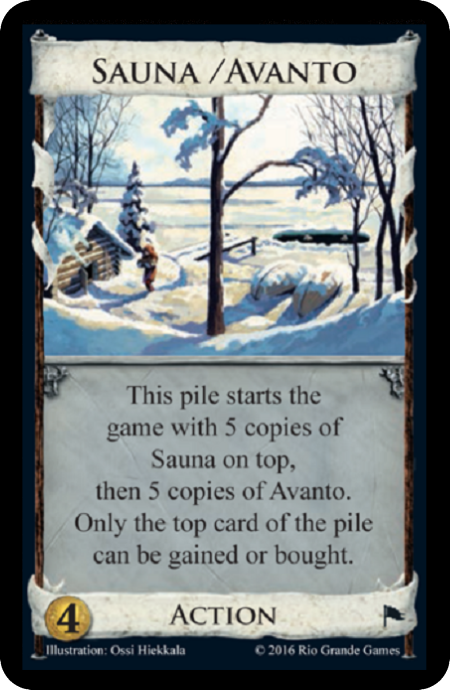 SAUNA /AVANTO
This pile starts the
game with 5 copies of
Sauna on top,
then 5 copies of Avanto.
Only the top card of the pile
can be gained or bought.
4
ACTION
Illustration: Ossi Hiekkala
© 2016 Rio Grande Games